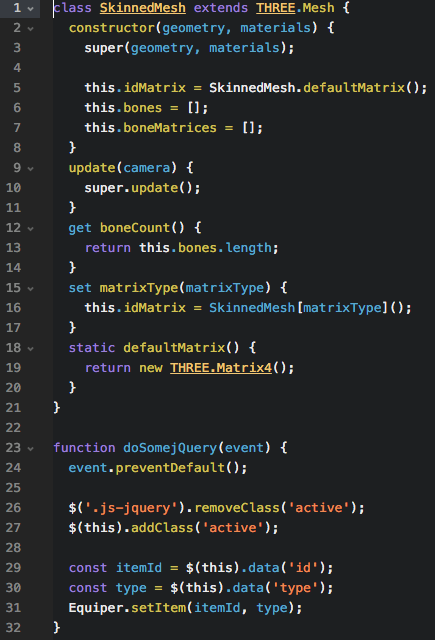 1 class SkinnedMesh extends THREE.Mesh {
2   constructor(geometry, materials) {
3     super(geometry, materials);
4
5     this.idMatrix = SkinnedMesh.defaultMatrix();
6     this.bones = [];
7     this.boneMatrices = [];
8   }
9   update(camera) {
10     super.update();
11   }
12   get boneCount() {
13     return this.bones.length;
14   }
15   set matrixType(matrixType) {
16     this.idMatrix = SkinnedMesh[matrixType]();
17   }
18   static defaultMatrix() {
19     return new THREE.Matrix4();
20   }
21 }
22
23 function doSomejQuery(event) {
24   event.preventDefault();
25
26   $('.js-jquery').removeClass('active');
27   $(this).addClass('active');
28
29   const itemId = $(this).data('id');
30   const type = $(this).data('type');
31   Equiper.setItem(itemId, type);
32 }